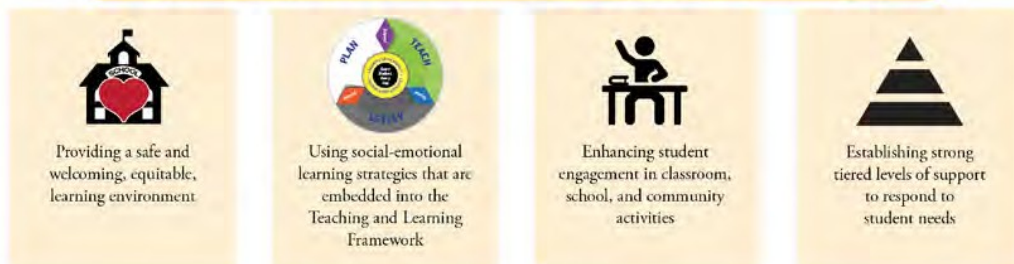 SCHOOL
Providing a safe and
welcoming, equitable,
learning environment
PLAN
TEACH
Using social-emotional
learning strategies that are
embedded into the
Teaching and Learning
Framework
Enhancing student
engagement in classroom,
school, and community
activities
Establishing strong
tiered levels of support
to respond to
student needs